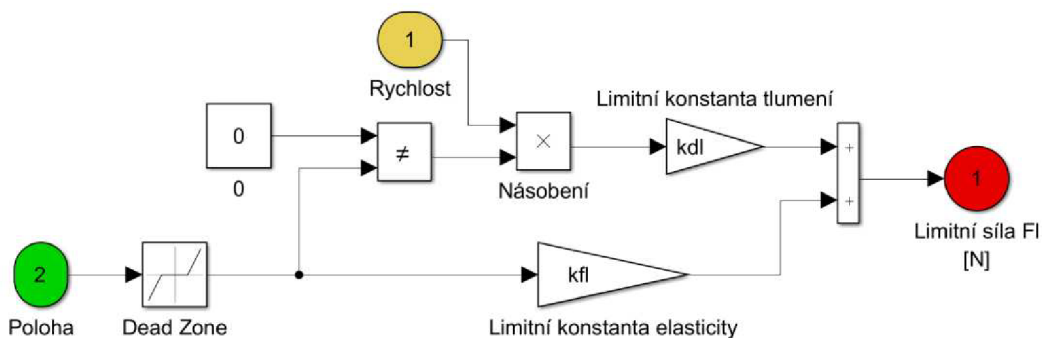 1
Rychlost
Limitní konstanta tlumení
0
≠
×
kdl
+
0
Násobení
1
+
Limitní síla Fl
[N]
2
kfl
Poloha
Dead Zone
Limitní konstanta elasticity